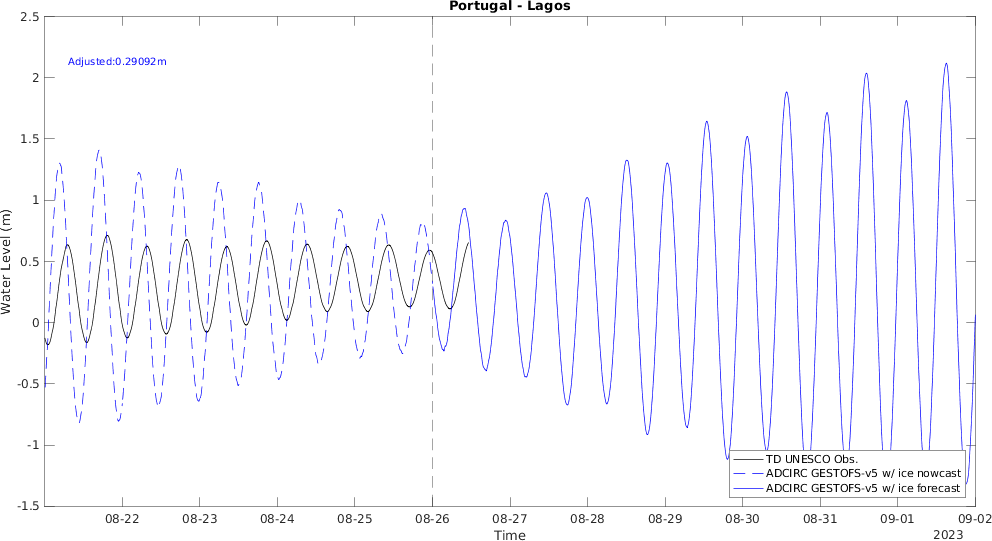 Portugal - Lagos
Adjusted:0.29092m
Water Level (m)
2.5
2
1.5
1
0.5
0
-0.5
-1
-1.5
TD UNESCO Obs.
ADCIRC GESTOFS-v5 w/ ice nowcast
ADCIRC GESTOFS-v5 w/ ice forecast
08-22 08-23 08-24 08-25 08-26 08-27 08-28 08-29 08-30 08-31 09-01 09-02
Time
2023